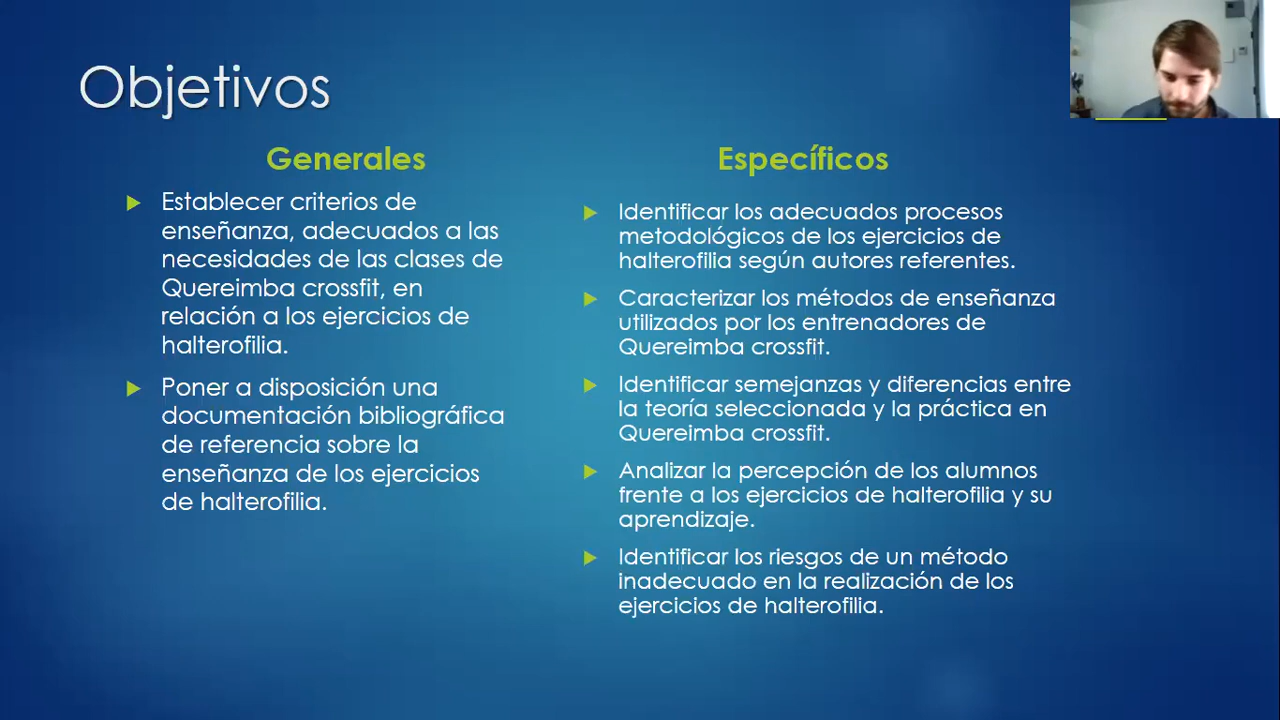 Objetivos
Generales
Establecer criterios de
enseñanza, adecuados a las
necesidades de las clases de
Quereimba crossfit, en
relación a los ejercicios de
halterofilia.
Poner a disposición una
documentación bibliográfica
de referencia sobre la
enseñanza de los ejercicios
de halterofilia.
Específicos
Identificar los adecuados procesos
metodológicos de los ejercicios de
halterofilia según autores referentes.
Caracterizar los métodos de enseñanza
utilizados por los entrenadores de
Quereimba crossfit.
Identificar semejanzas y diferencias entre
la teoría seleccionada y la práctica en
Quereimba crossfit.
Analizar la percepción de los alumnos
frente a los ejercicios de halterofilia y su
aprendizaje.
Identificar los riesgos de un método
inadecuado en la realización de los
ejercicios de halterofilia.